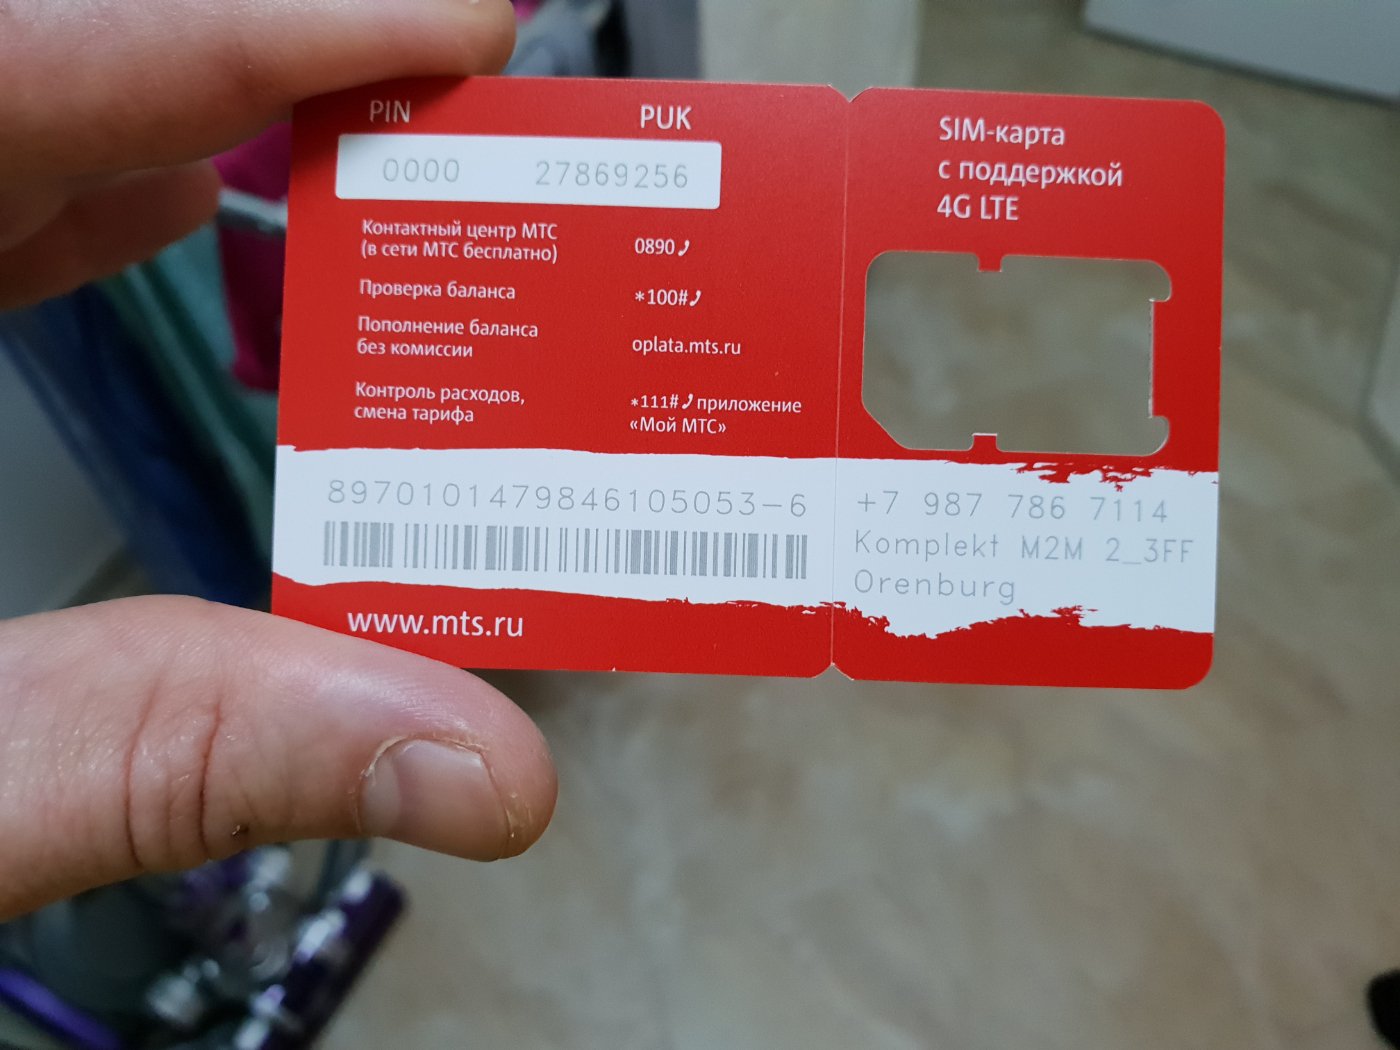 PIN PUK
0000 27869256
Контактный центр МТС
(в сети МТС бесплатно) 0890
Проверка баланса *100#
Пополнение баланса
без комиссии oplata.mts.ru
Контроль расходов,
смена тарифа
*111# приложение
«Мой МТС»
8970101479846105053-6
www.mts.ru
SIM-карта
с поддержкой
4G LTE
+7 987 786 7114
Komplekt M2M 2_3FF
Orenburg